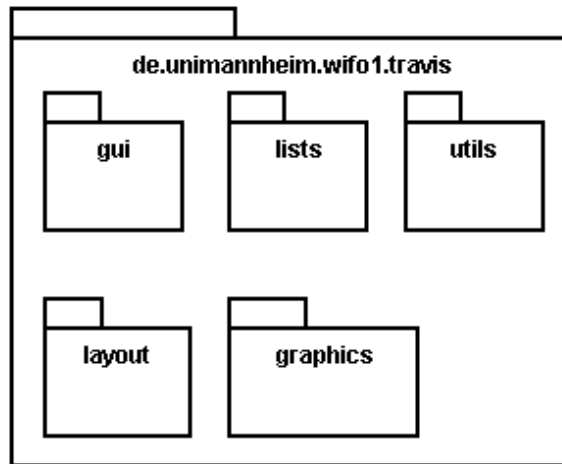 de.unimannheim.wifo1.travis
gui
lists
utils
layout
graphics